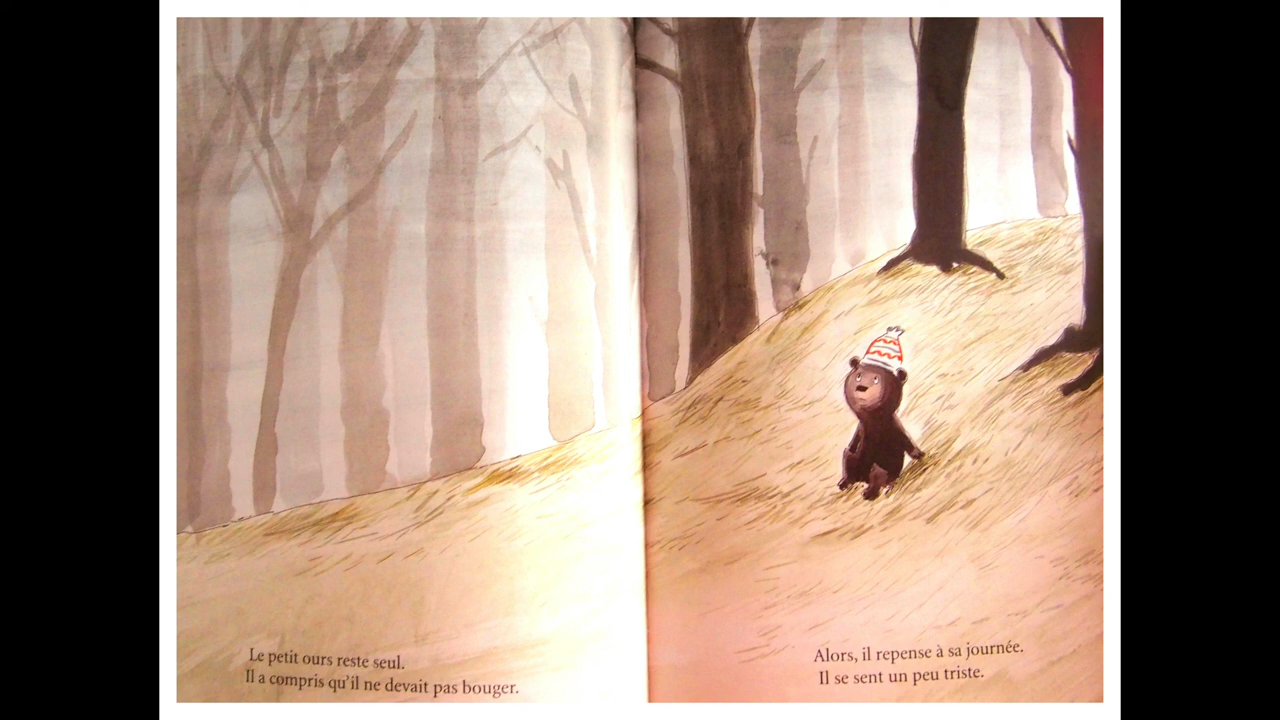 Le petit ours reste seul.
Il a compris qu'il ne devait pas bouger.
Alors, il repense à sa journée.
Il se sent un peu triste.